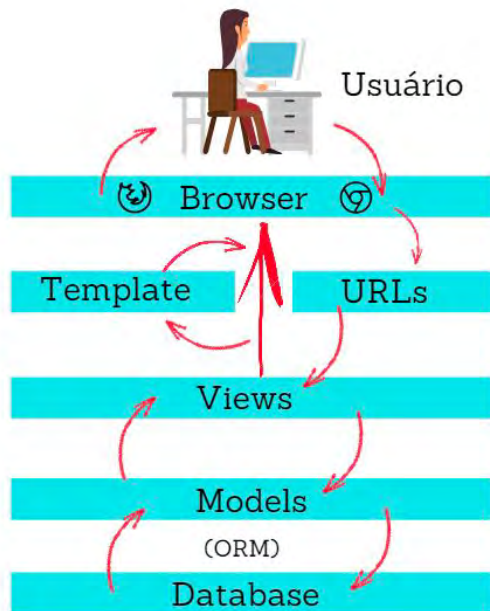 Usuário
Browser
Template
URLs
Views
Models
(ORM)
Database